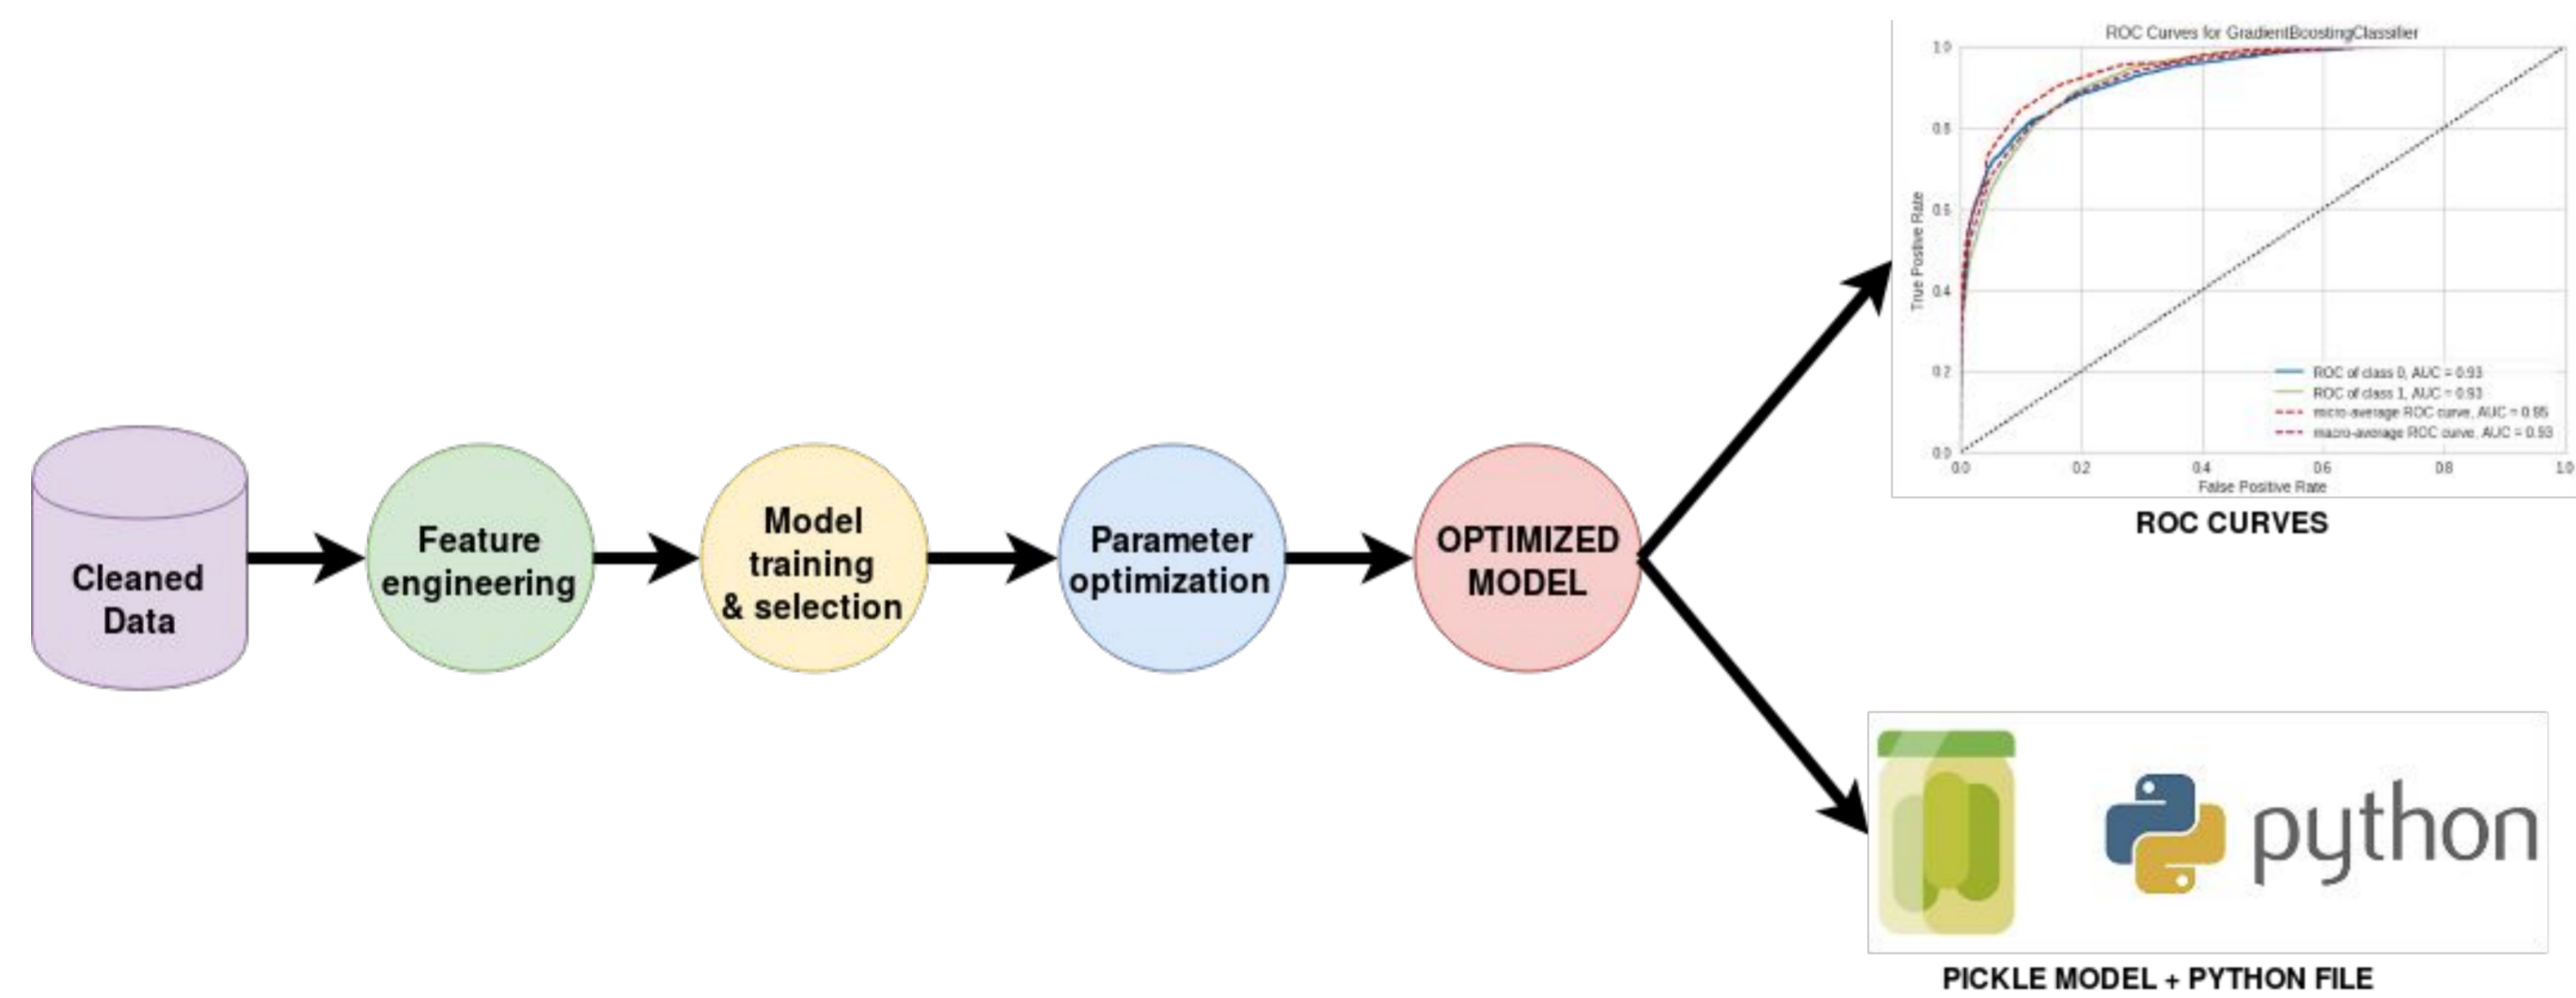 Cleaned
Data
Feature
engineering
Model
training
& selection
Parameter
optimization
OPTIMIZED
MODEL
ROC Curves for GradientBoostingClassifier
True Positive Rate
1.0
0.8
0.6
0.4
0.2
0.0
ROC of class 0, AUC = 0.93
ROC of class 1, AUC = 0.93
micro-average ROC curve, AUC = 0.95
macro-average ROC curve, AUC = 0.93
0.0 0.2 0.4 0.6 0.8 1.0
False Positive Rate
ROC CURVES
python
PICKLE MODEL + PYTHON FILE